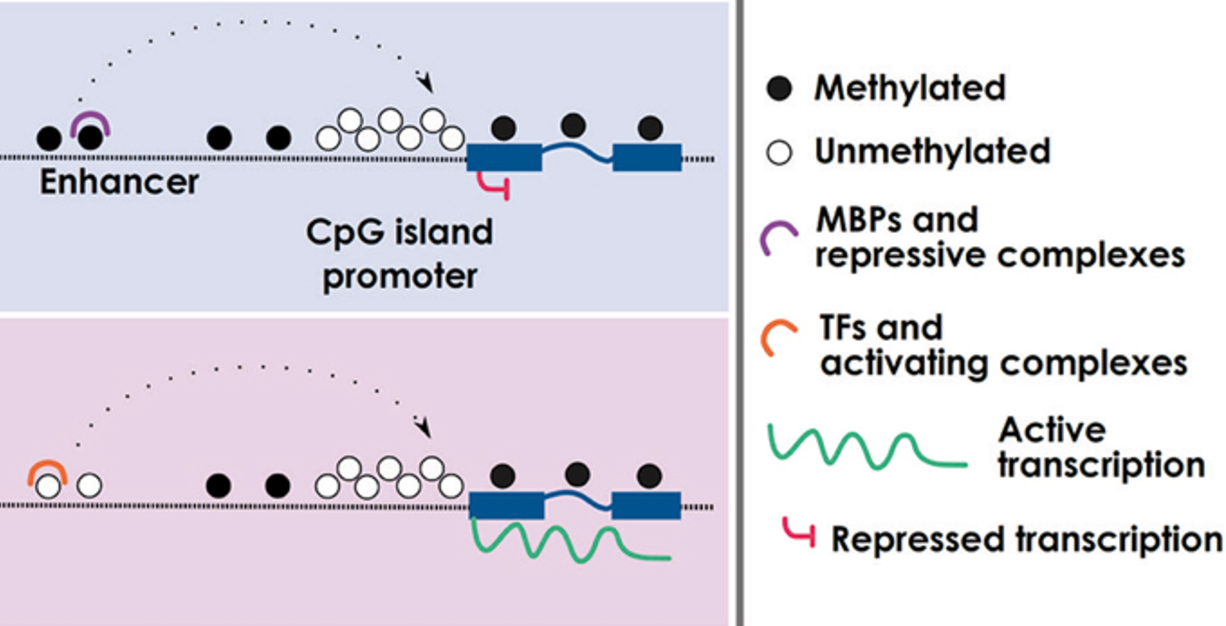 Enhancer
CpG island
promoter
Methylated
Unmethylated
MBPs and
repressive complexes
TFs and
activating complexes
Active
transcription
Repressed transcription